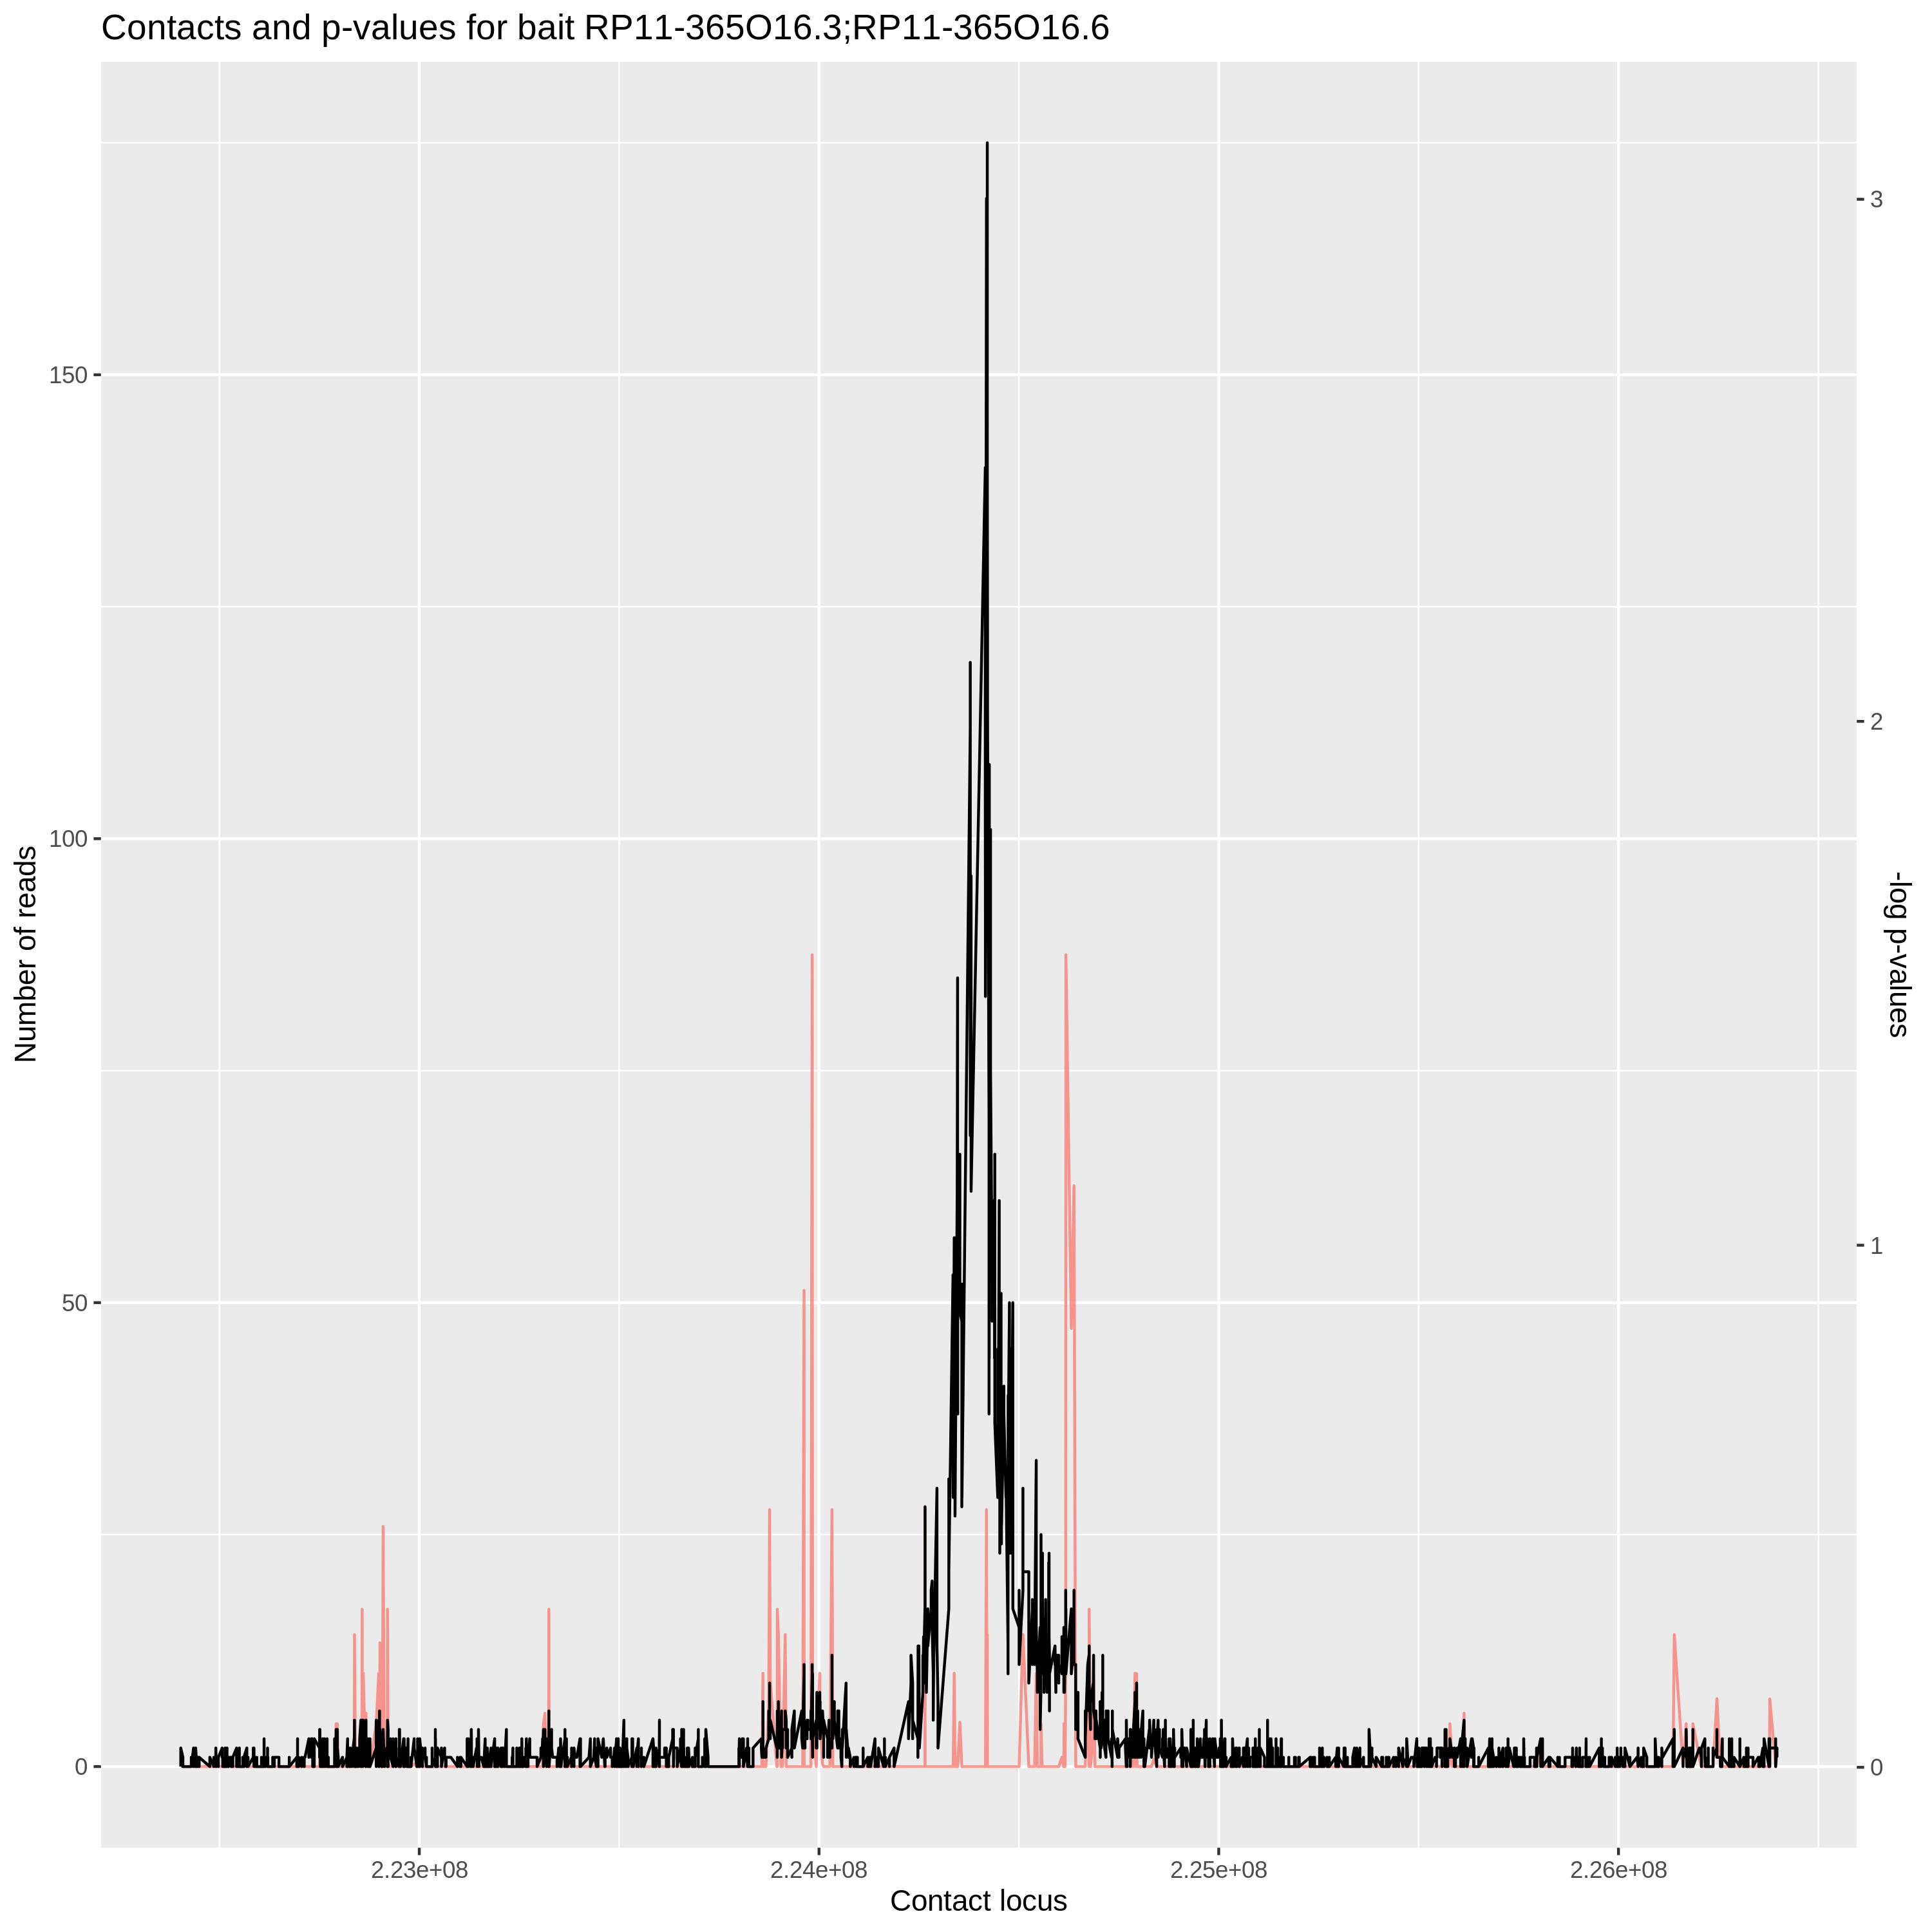 Contacts and p-values for bait RP11-365O16.3;RP11-365O16.6
150
100
50
0
Number of reads
3
2
1
0
-log p-values
2.23e+08
2.24e+08
2.25e+08
2.26e+08
Contact locus